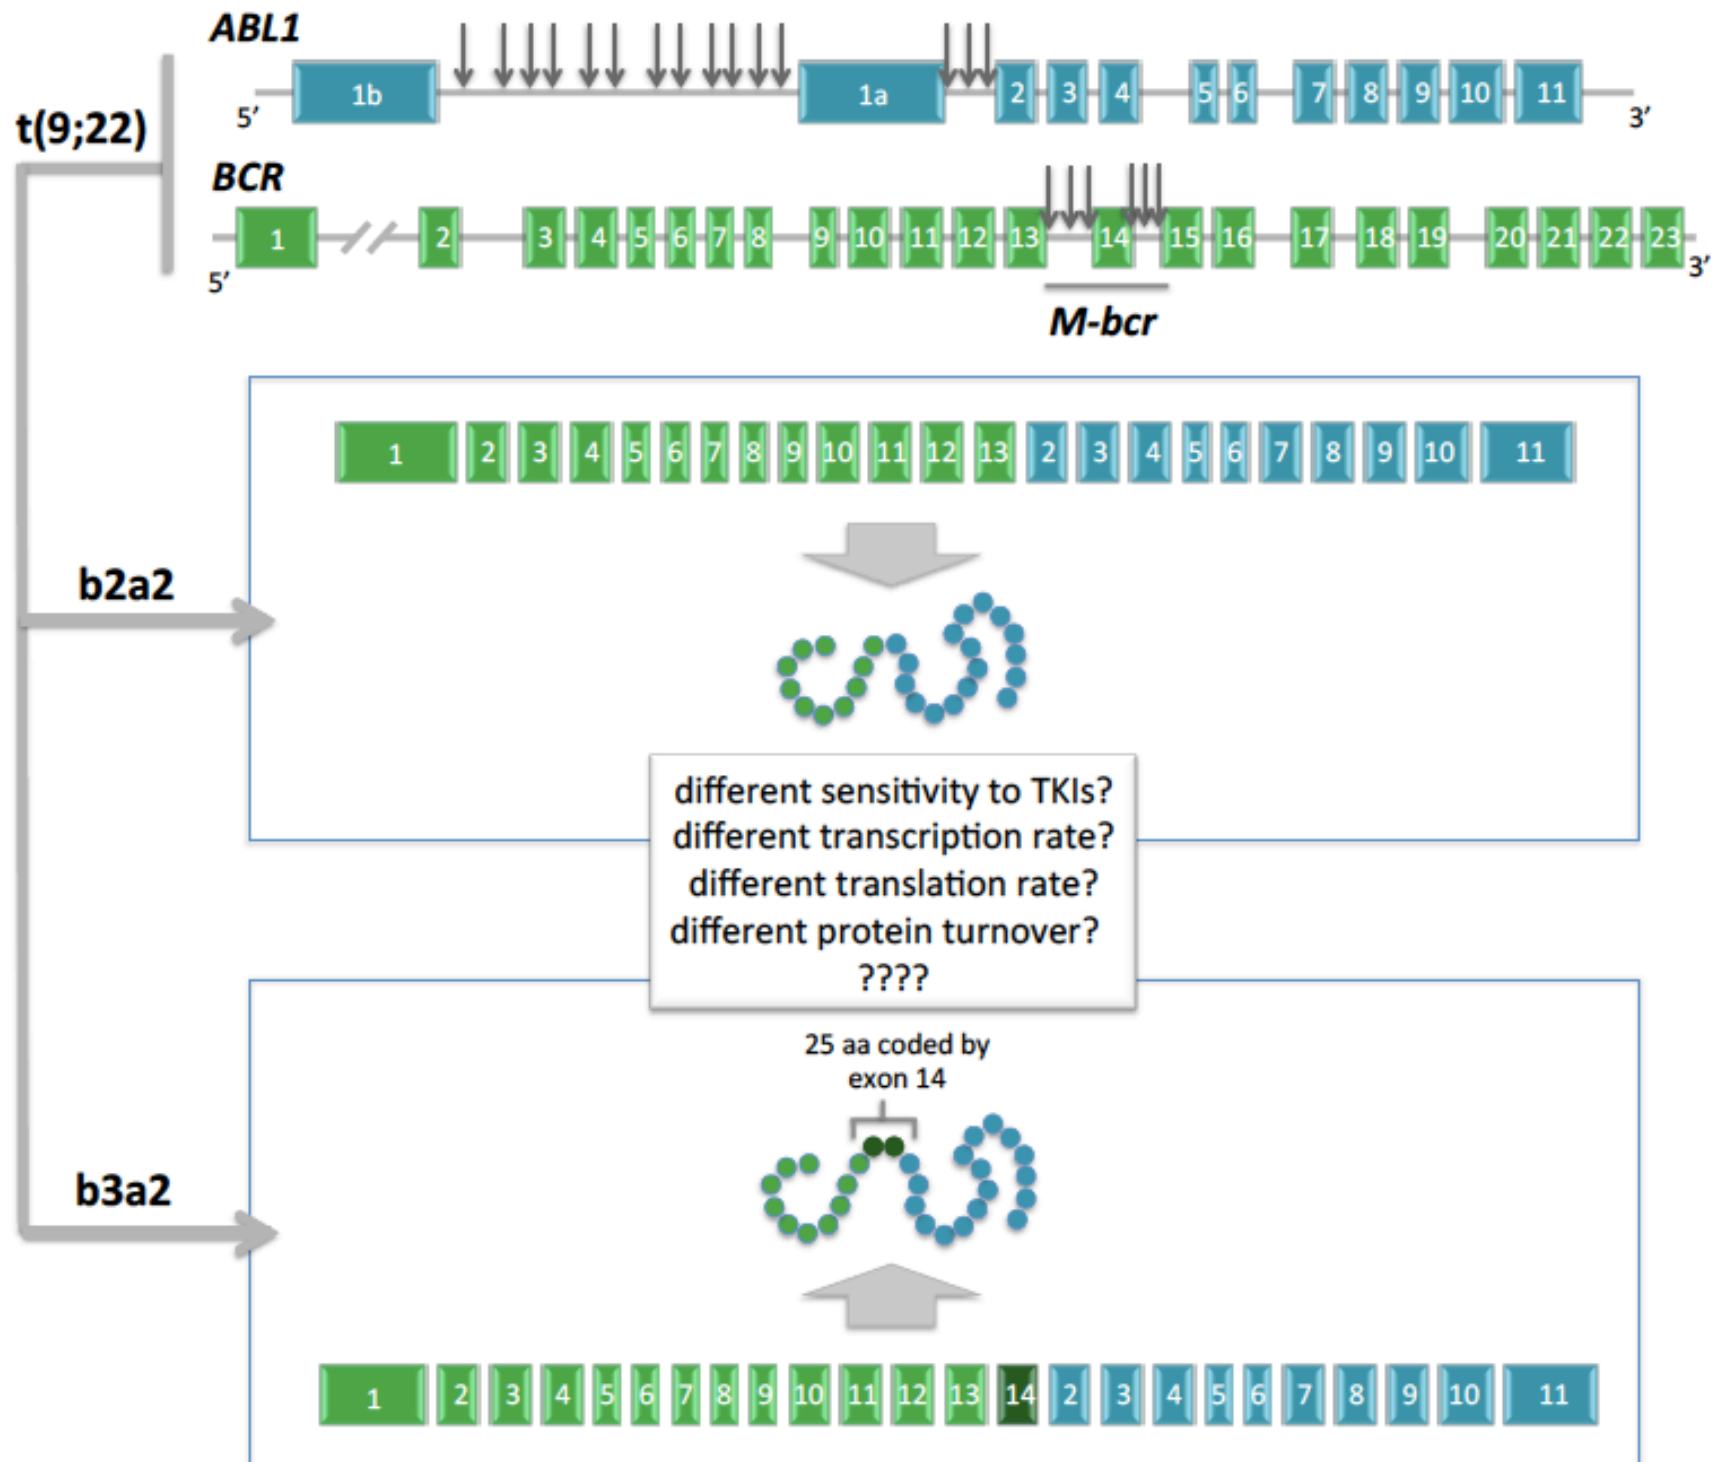 ABL1
1b 1a 2 3 4 5 6 7 8 9 10 11
5’ 3’
t(9;22)
BCR
1 2 3 4 5 6 7 8 9 10 11 12 13 14 15 16 17 18 19 20 21 22 23
5’ 3’
M-bcr
1 2 3 4 5 6 7 8 9 10 11 12 13 2 3 4 5 6 7 8 9 10 11
b2a2
different sensitivity to TKIs?
different transcription rate?
different translation rate?
different protein turnover?
????
25 aa coded by
exon 14
b3a2
1 2 3 4 5 6 7 8 9 10 11 12 13 14 2 3 4 5 6 7 8 9 10 11